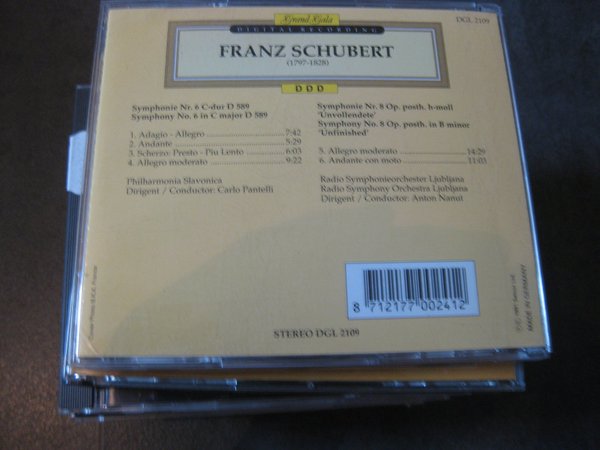 Grand Gala
DIGITAL RECORDING
DGL 2109
FRANZ SCHUBERT
(1797-1828)
DDD
Symphonie Nr. 6 C-dur D 589
Symphony No. 6 in C major D 589
1. Adagio - Allegro 7:42
2. Andante 5:29
3. Scherzo: Presto - Piu Lento 6:03
4. Allegro moderato 9:22
Philharmonia Slavonica
Dirigent / Conductor: Carlo Pantelli
Symphonie Nr. 8 Op. posth. h-moll
'Unvollendete'
Symphony No. 8 Op. posth. in B minor
'Unfinished'
5. Allegro moderato 14:29
6. Andante con moto 11:03
Radio Symphonieorchester Ljubljana
Radio Symphony Orchestra Ljubljana
Dirigent / Conductor: Anton Nanut
8 712177 002412
STEREO DGL 2109
MADE IN GERMANY